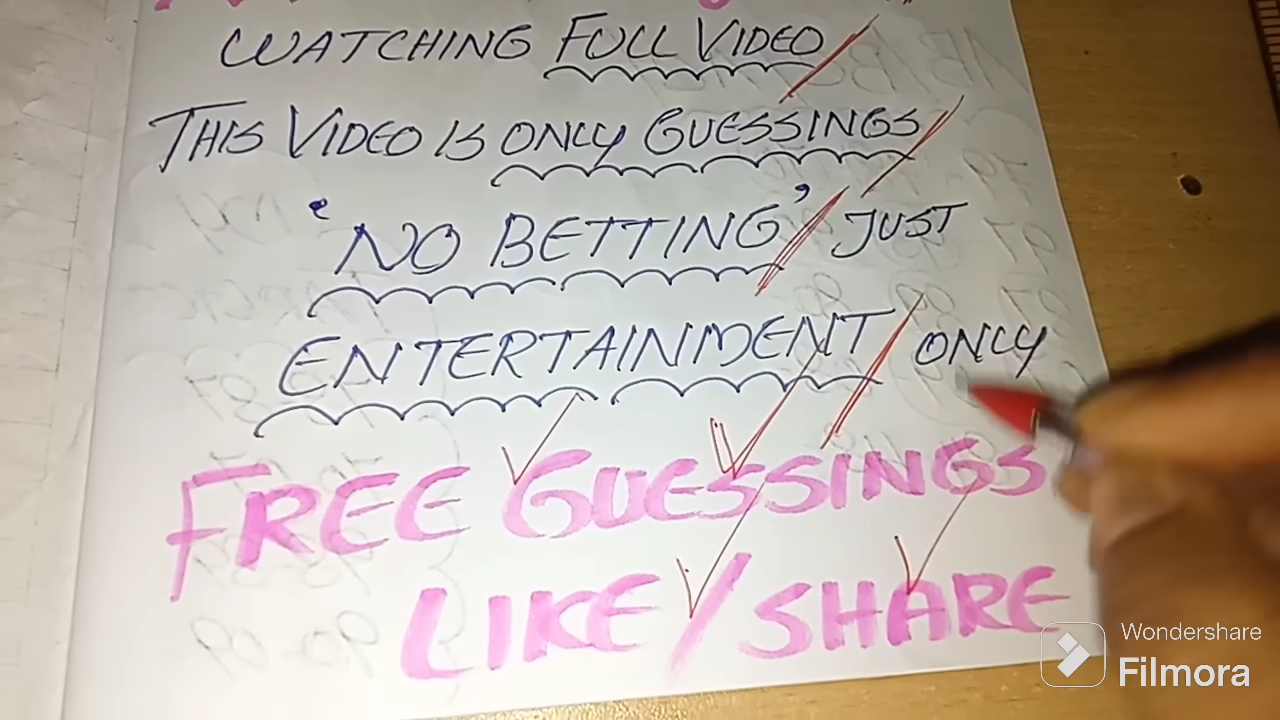 WATCHING FULL VIDEO
THIS VIDEO IS ONLY GUESSINGS
'NO BETTING' JUST
ENTERTAINMENT ONLY
FREE GUESSINGS
LIKE/SHARE
Wondershare
Filmora